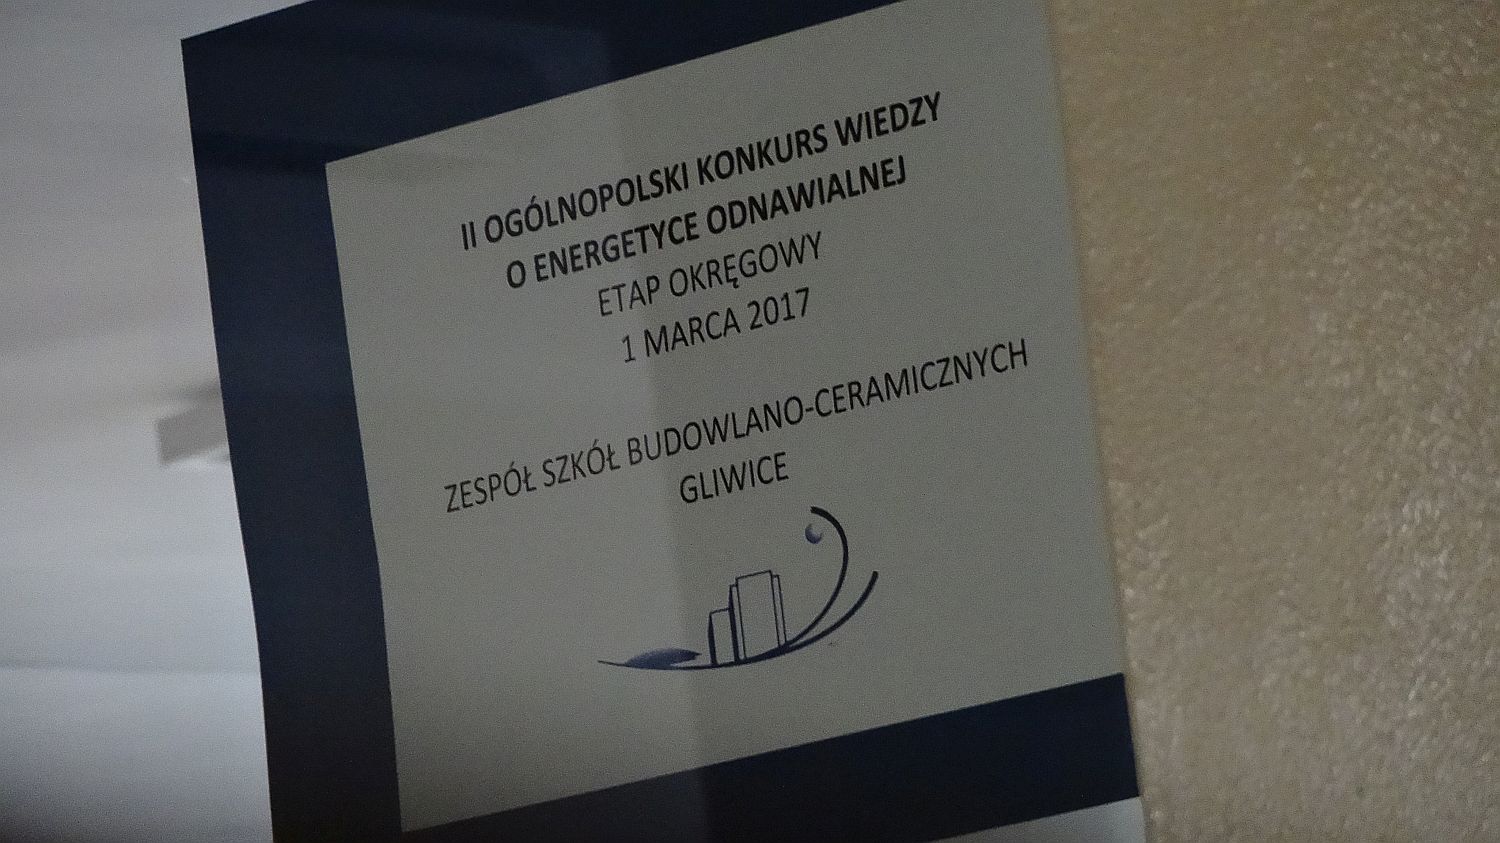 II OGÓLNOPOLSKI KONKURS WIEDZY
O ENERGETYCE ODNAWIALNEJ
ETAP OKRĘGOWY
1 MARCA 2017
ZESPÓŁ SZKÓŁ BUDOWLANO-CERAMICZNYCH
GLIWICE